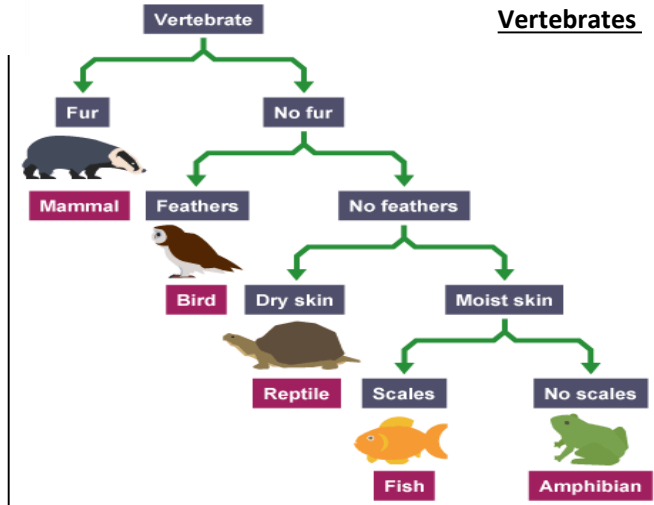 Vertebrates
Vertebrate
Fur
No fur
Mammal
Feathers
No feathers
Bird
Dry skin
Moist skin
Reptile
Scales
No scales
Fish
Amphibian